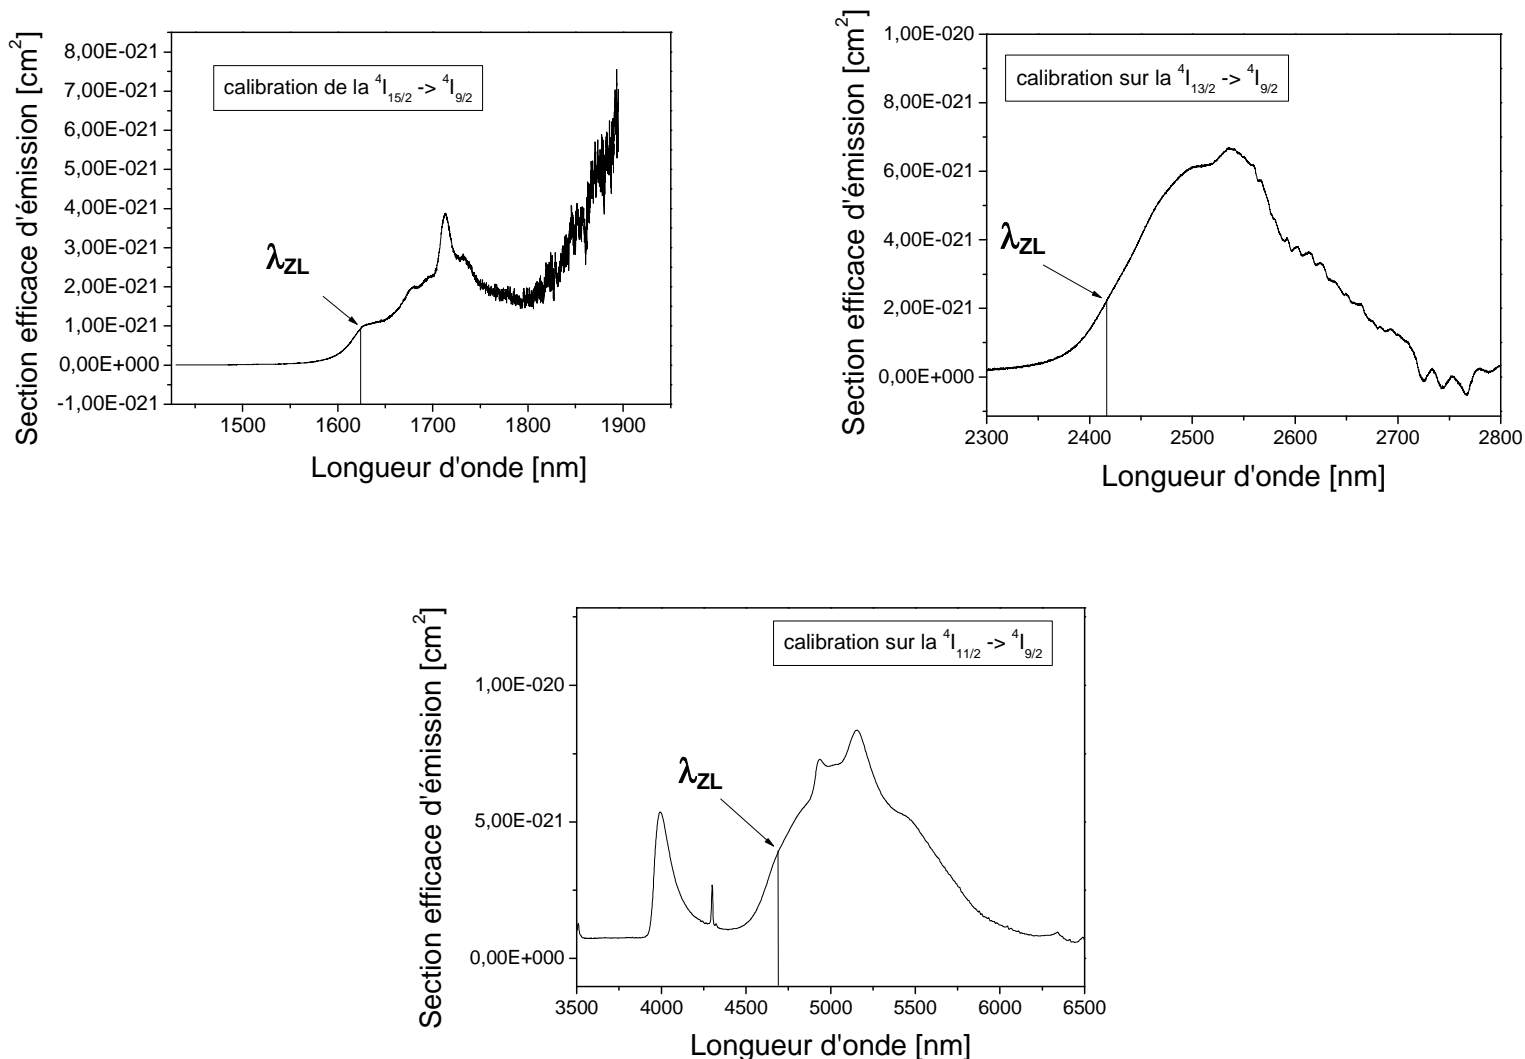 Section efficace d'émission [cm²]
8,00E-021
7,00E-021
6,00E-021
5,00E-021
4,00E-021
3,00E-021
2,00E-021
1,00E-021
0,00E+000
-1,00E-021
calibration de la ⁴I₁₅/₂ -> ⁴I₉/₂
λZL
1500 1600 1700 1800 1900
Longueur d'onde [nm]
Section efficace d'émission [cm²]
1,00E-020
8,00E-021
6,00E-021
4,00E-021
2,00E-021
0,00E+000
calibration sur la ⁴I₁₃/₂ -> ⁴I₉/₂
λZL
2300 2400 2500 2600 2700 2800
Longueur d'onde [nm]
Section efficace d'émission [cm²]
1,00E-020
5,00E-021
0,00E+000
calibration sur la ⁴I₁₁/₂ -> ⁴I₉/₂
λZL
3500 4000 4500 5000 5500 6000 6500
Longueur d'onde [nm]